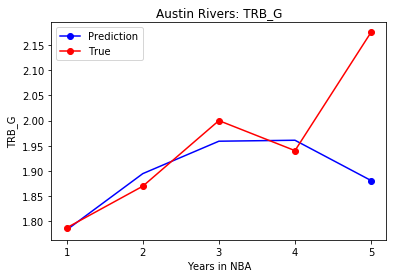 Austin Rivers: TRB_G
Prediction
True
2.15
2.10
2.05
2.00
1.95
1.90
1.85
1.80
TRB_G
1 2 3 4 5
Years in NBA